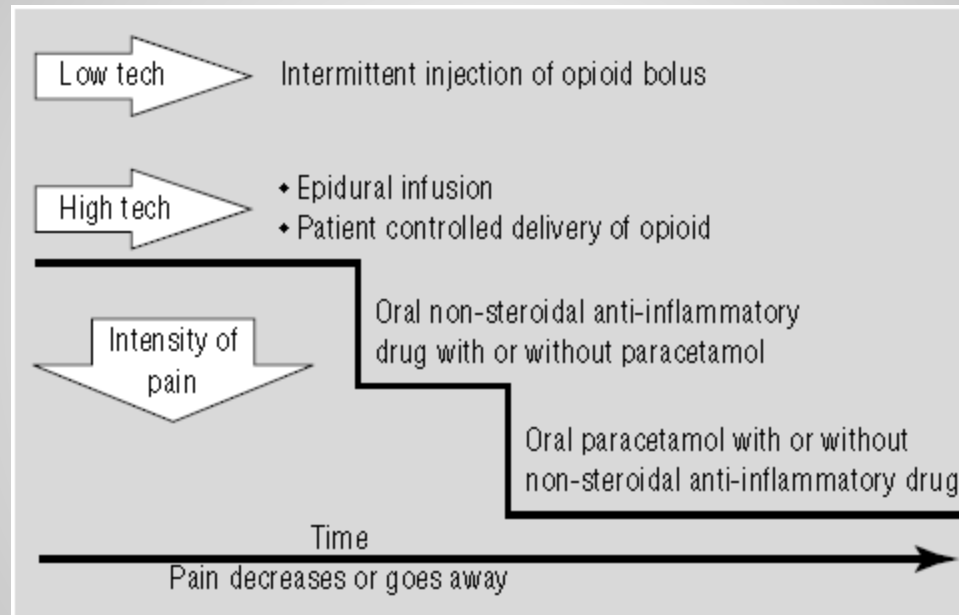 Low tech
Intermittent injection of opioid bolus
High tech
• Epidural infusion
• Patient controlled delivery of opioid
Intensity of
pain
Oral non-steroidal anti-inflammatory
drug with or without paracetamol
Oral paracetamol with or without
non-steroidal anti-inflammatory drug
Time
Pain decreases or goes away